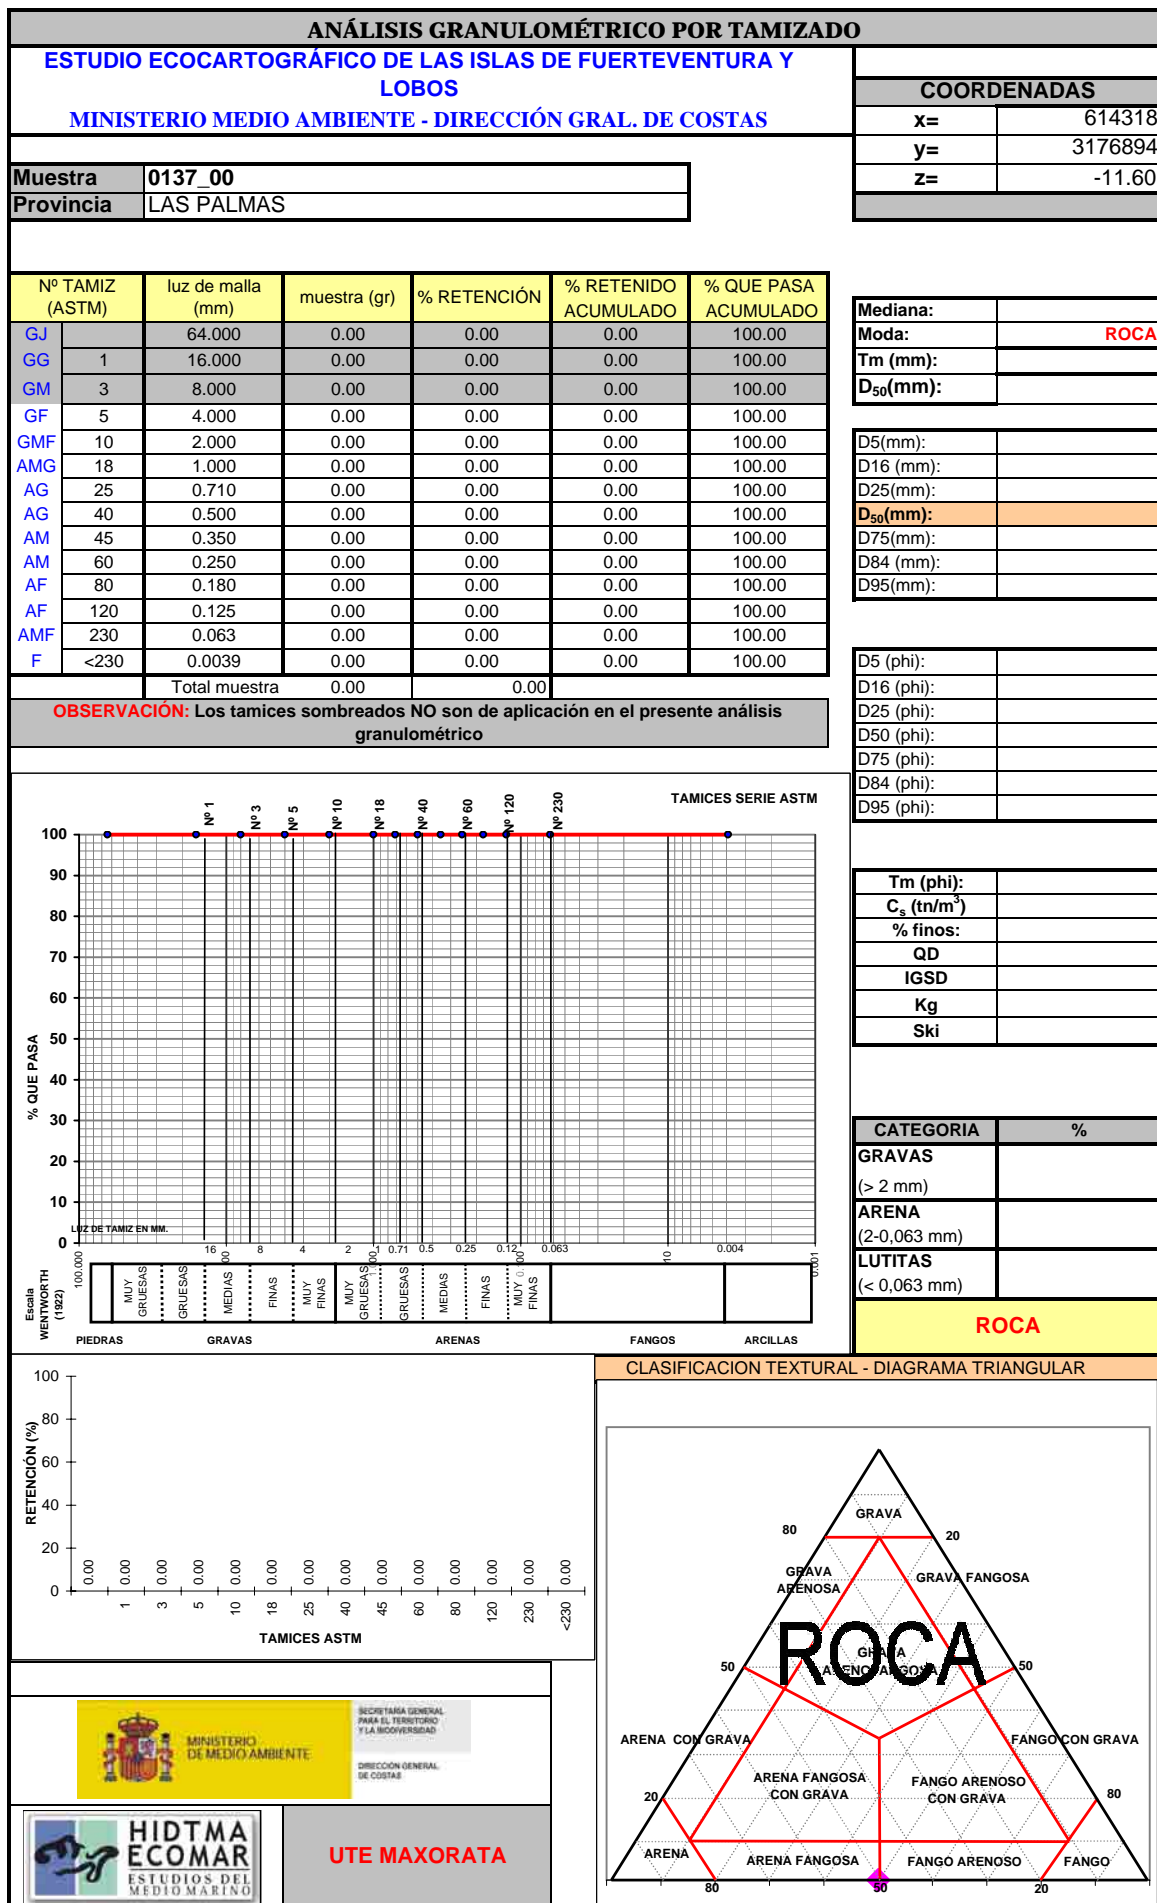 ANÁLISIS GRANULOMÉTRICO POR TAMIZADO
ESTUDIO ECOCARTOGRÁFICO DE LAS ISLAS DE FUERTEVENTURA Y
LOBOS
MINISTERIO MEDIO AMBIENTE - DIRECCIÓN GRAL. DE COSTAS
COORDENADAS
x= 614318
y= 3176894
z= -11.60
Muestra 0137_00
Provincia LAS PALMAS
Nº TAMIZ (ASTM) luz de malla (mm) muestra (gr) % RETENCIÓN % RETENIDO ACUMULADO % QUE PASA ACUMULADO
GJ 64.000 0.00 0.00 0.00 100.00
GG 1 16.000 0.00 0.00 0.00 100.00
GM 3 8.000 0.00 0.00 0.00 100.00
GF 5 4.000 0.00 0.00 0.00 100.00
GMF 10 2.000 0.00 0.00 0.00 100.00
AMG 18 1.000 0.00 0.00 0.00 100.00
AG 25 0.710 0.00 0.00 0.00 100.00
AG 40 0.500 0.00 0.00 0.00 100.00
AM 45 0.350 0.00 0.00 0.00 100.00
AM 60 0.250 0.00 0.00 0.00 100.00
AF 80 0.180 0.00 0.00 0.00 100.00
AF 120 0.125 0.00 0.00 0.00 100.00
AMF 230 0.063 0.00 0.00 0.00 100.00
F <230 0.0039 0.00 0.00 0.00 100.00
Total muestra 0.00 0.00
OBSERVACIÓN: Los tamices sombreados NO son de aplicación en el presente análisis
granulométrico
Mediana:
Moda: ROCA
Tm (mm):
D50(mm):
D5(mm):
D16 (mm):
D25(mm):
D50(mm):
D75(mm):
D84 (mm):
D95(mm):
D5 (phi):
D16 (phi):
D25 (phi):
D50 (phi):
D75 (phi):
D84 (phi):
D95 (phi):
Tm (phi):
Cs (tn/m3)
% finos:
QD
IGSD
Kg
Ski
CATEGORIA %
GRAVAS
(> 2 mm)
ARENA
(2-0,063 mm)
LUTITAS
(< 0,063 mm)
ROCA
TAMICES SERIE ASTM
Nº 1 Nº 3 Nº 5 Nº 10 Nº 18 Nº 40 Nº 60 Nº 120 Nº 230
% QUE PASA
100
90
80
70
60
50
40
30
20
10
0
LUZ DE TAMIZ EN MM.
16 8 4 2 1 0.71 0.5 0.25 0.12 0.063 0.004
100.000 10 0.001
Escala WENTWORTH (1922)
MUY GRUESAS GRUESAS MEDIAS FINAS MUY FINAS MUY GRUESAS GRUESAS MEDIAS FINAS MUY FINAS
PIEDRAS GRAVAS ARENAS FANGOS ARCILLAS
RETENCIÓN (%)
100
80
60
40
20
0
0.00 0.00 0.00 0.00 0.00 0.00 0.00 0.00 0.00 0.00 0.00 0.00 0.00
1 3 5 10 18 25 40 45 60 80 120 230 <230
TAMICES ASTM
CLASIFICACION TEXTURAL - DIAGRAMA TRIANGULAR
GRAVA
80 20
GRAVA ARENOSA
GRAVA FANGOSA
ROCA
GRAVA
ARENOFANGOSA
50 50
ARENA CON GRAVA
FANGO CON GRAVA
ARENA FANGOSA
CON GRAVA
FANGO ARENOSO
CON GRAVA
20 80
ARENA
ARENA FANGOSA
FANGO ARENOSO
FANGO
80 50 20
MINISTERIO
DE MEDIO AMBIENTE
SECRETARÍA GENERAL
PARA EL TERRITORIO
Y LA BIODIVERSIDAD
DIRECCIÓN GENERAL
DE COSTAS
HIDTMA
ECOMAR
ESTUDIOS DEL
MEDIO MARINO
UTE MAXORATA